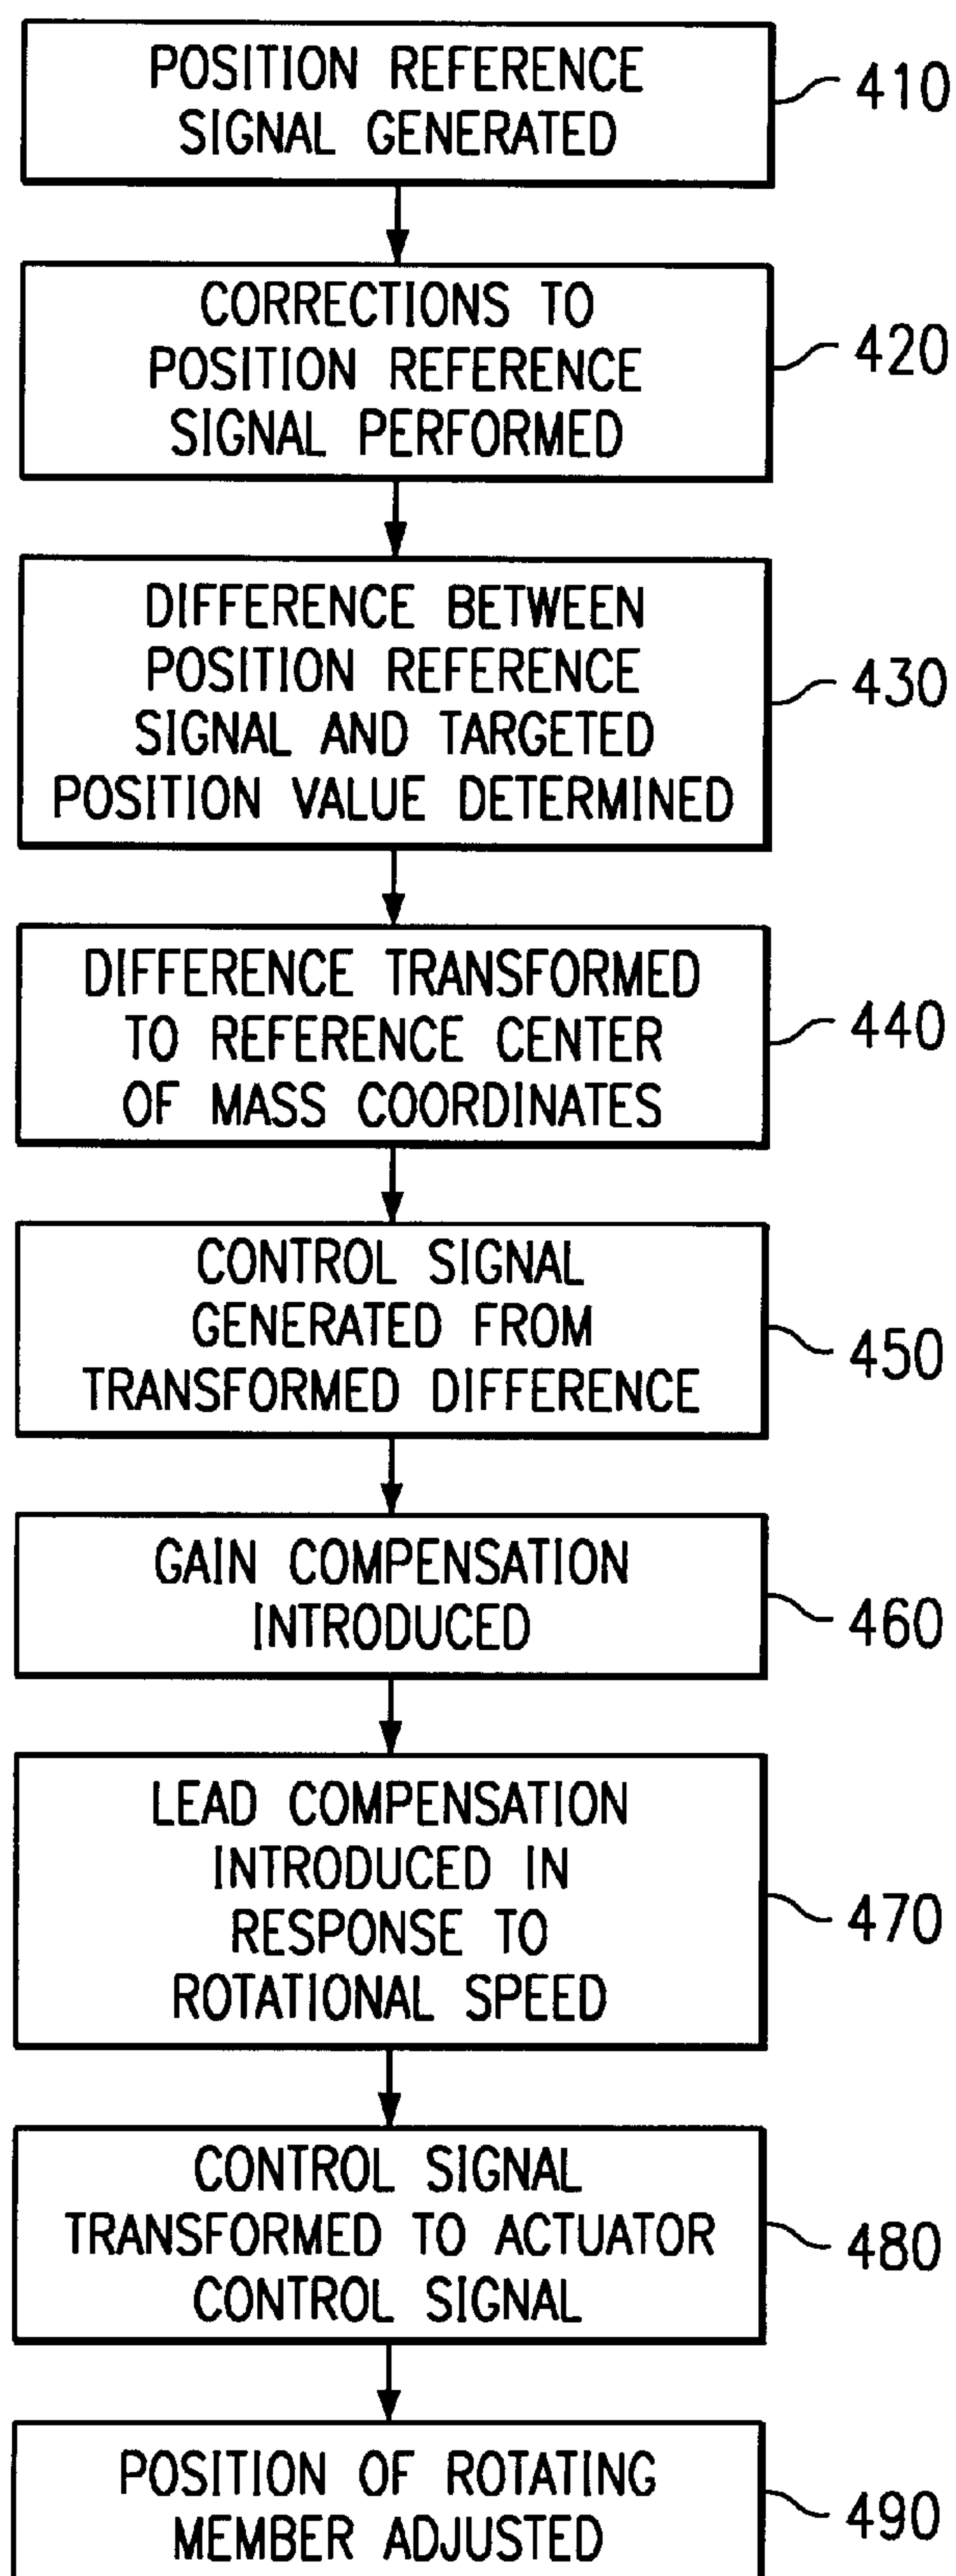 POSITION REFERENCE
SIGNAL GENERATED
410
CORRECTIONS TO
POSITION REFERENCE
SIGNAL PERFORMED
420
DIFFERENCE BETWEEN
POSITION REFERENCE
SIGNAL AND TARGETED
POSITION VALUE DETERMINED
430
DIFFERENCE TRANSFORMED
TO REFERENCE CENTER
OF MASS COORDINATES
440
CONTROL SIGNAL
GENERATED FROM
TRANSFORMED DIFFERENCE
450
GAIN COMPENSATION
INTRODUCED
460
LEAD COMPENSATION
INTRODUCED IN
RESPONSE TO
ROTATIONAL SPEED
470
CONTROL SIGNAL
TRANSFORMED TO ACTUATOR
CONTROL SIGNAL
480
POSITION OF ROTATING
MEMBER ADJUSTED
490